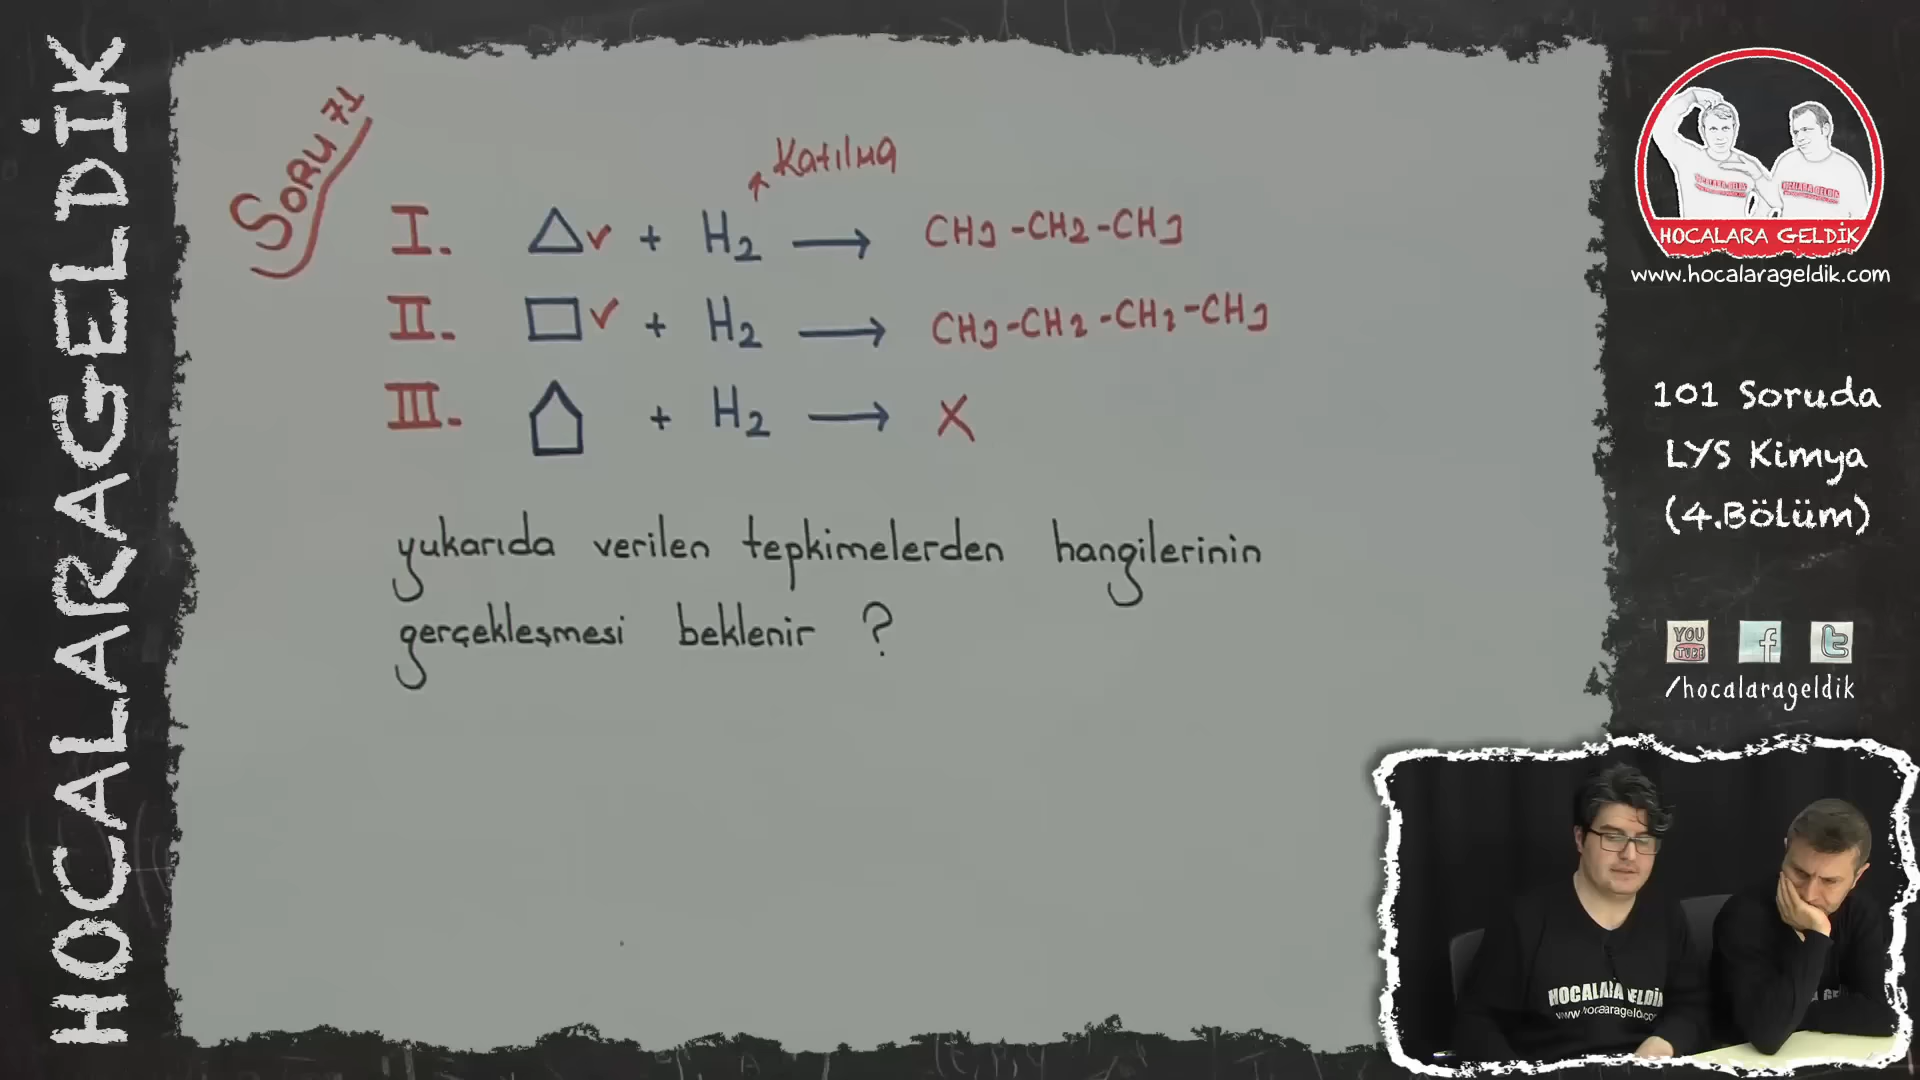 HOCALARAGELDİK
SORU 71
Katılma
I. △✓ + H2 → CH3-CH2-CH3
II. □✓ + H2 → CH3-CH2-CH2-CH3
III. ⌂ + H2 → X
yukarıda verilen tepkimelerden hangilerinin
gerçekleşmesi beklenir ?
HOCALARA GELDİK
www.hocalarageldik.com
101 Soruda
LYS Kimya
(4.Bölüm)
YOU
TUBE
f
t
/hocalarageldik
HOCALARA GELDİK